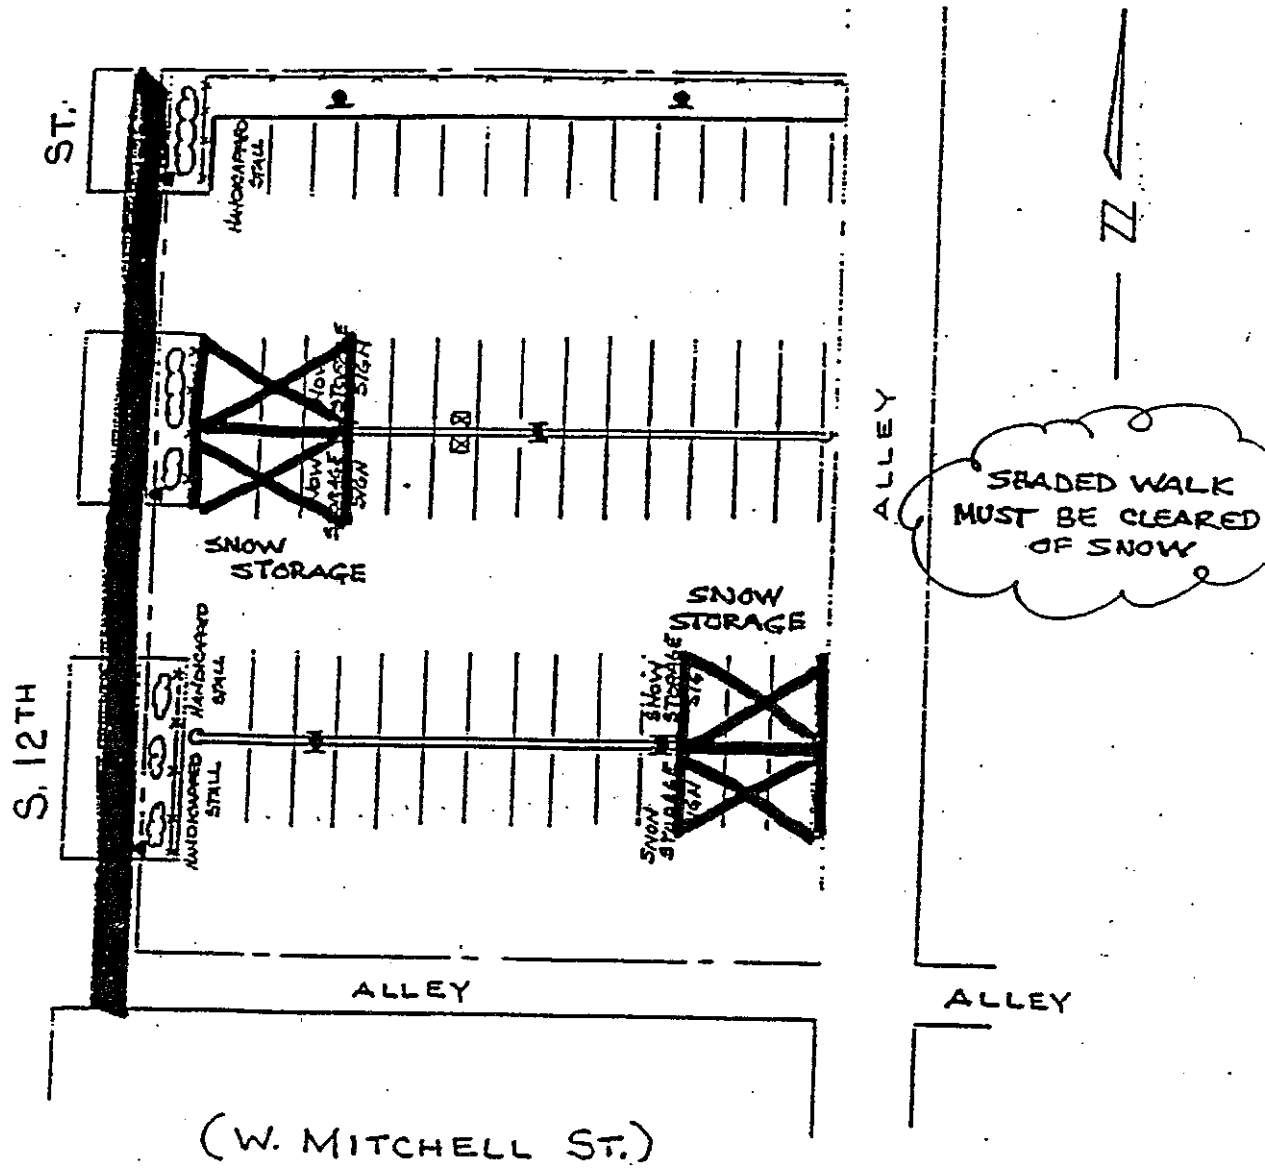 ST.
HANDICAPPED
STALL
SNOW
STORAGE
SIGN
SNOW
STORAGE
SIGN
SNOW
STORAGE
ALLEY
SHADED WALK
MUST BE CLEARED
OF SNOW
N
S. 12TH
HANDICAPPED
STALL
HANDICAPPED
STALL
SNOW
STORAGE
SNOW
STORAGE
SIGN
SNOW
STORAGE
SIGN
ALLEY
ALLEY
(W. MITCHELL ST.)